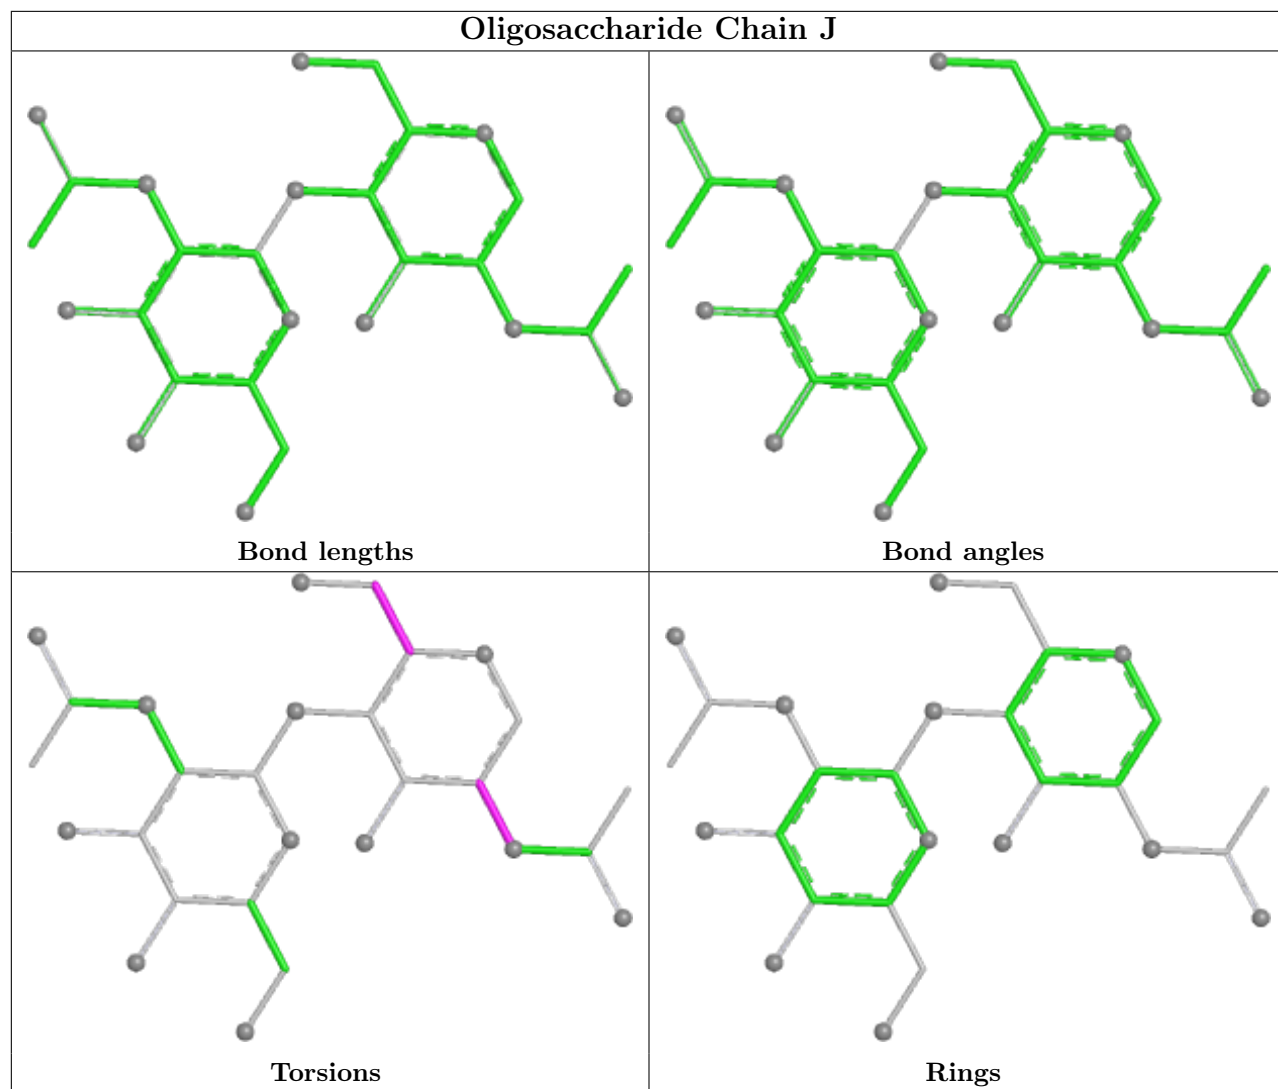 Oligosaccharide Chain J
Bond lengths
Bond angles
Torsions
Rings